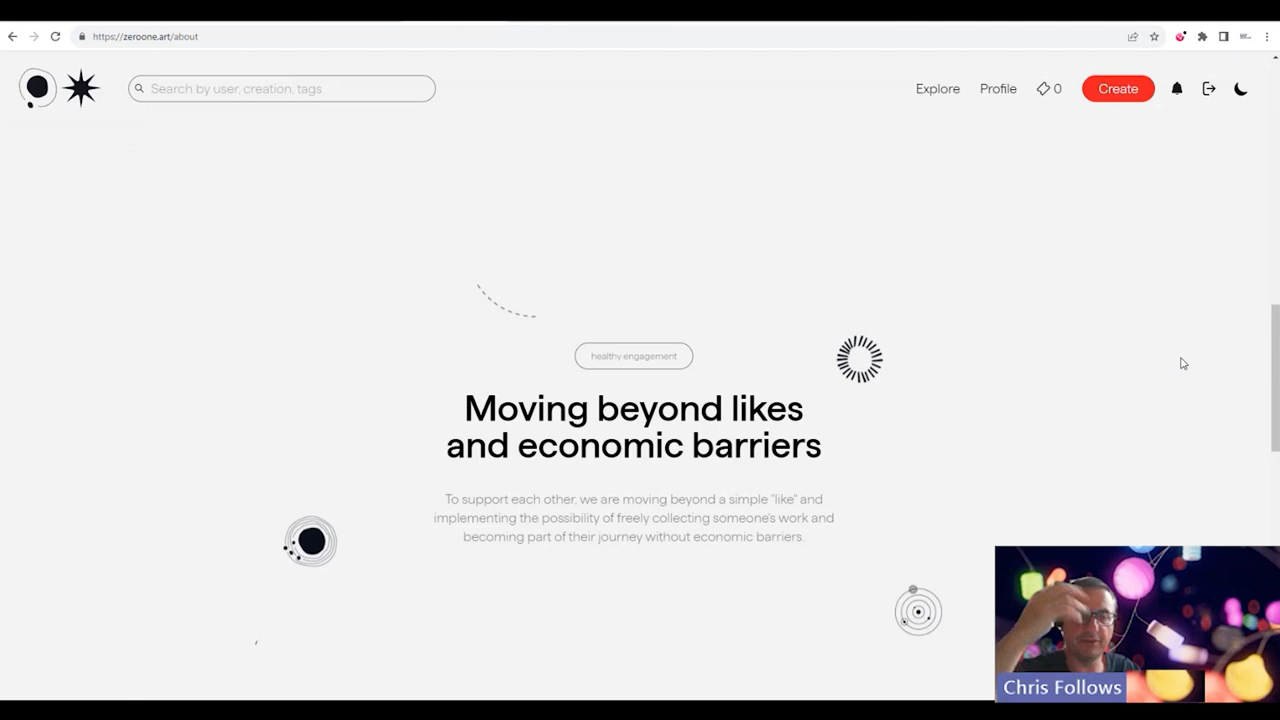 https://zeroone.art/about
Search by user, creation, tags
Explore
Profile
0
Create
healthy engagement
Moving beyond likes
and economic barriers
To support each other, we are moving beyond a simple "like" and
implementing the possibility of freely collecting someone's work and
becoming part of their journey without economic barriers.
Chris Follows